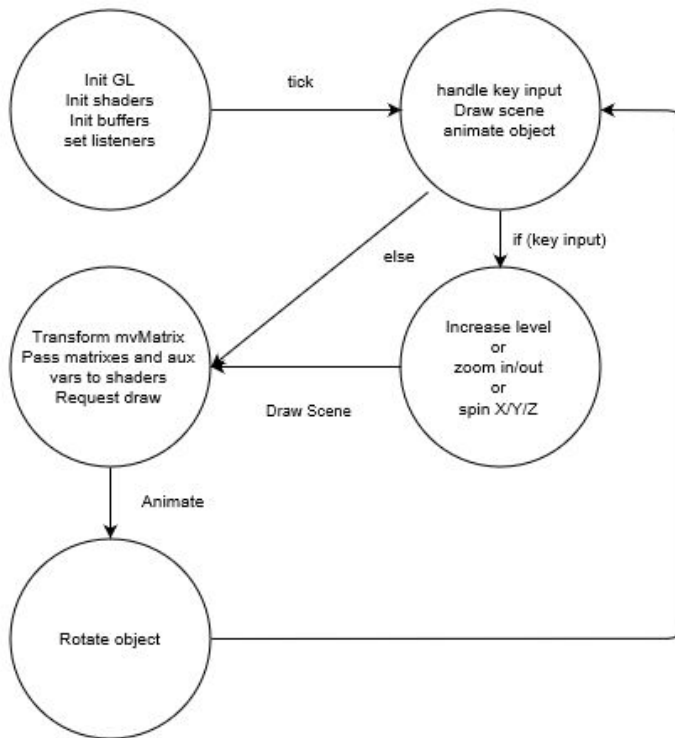 Init GL
Init shaders
Init buffers
set listeners
tick
handle key input
Draw scene
animate object
if (key input)
else
Transform mvMatrix
Pass matrixes and aux
vars to shaders
Request draw
Increase level
or
zoom in/out
or
spin X/Y/Z
Draw Scene
Animate
Rotate object